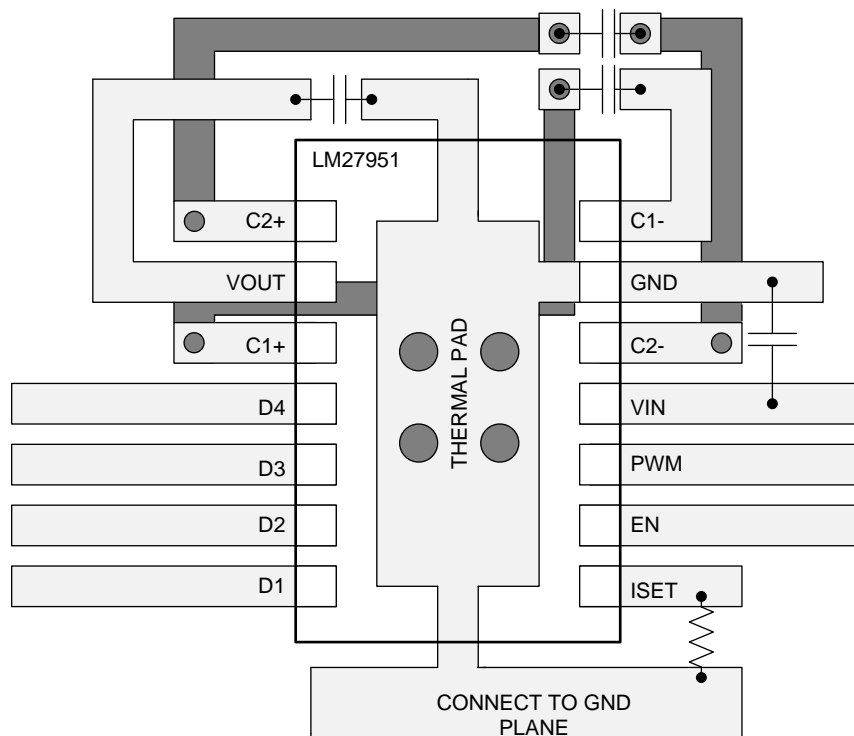 LM27951
C2+
C1-
VOUT
GND
C1+
C2-
THERMAL PAD
D4
VIN
D3
PWM
D2
EN
D1
ISET
CONNECT TO GND
PLANE